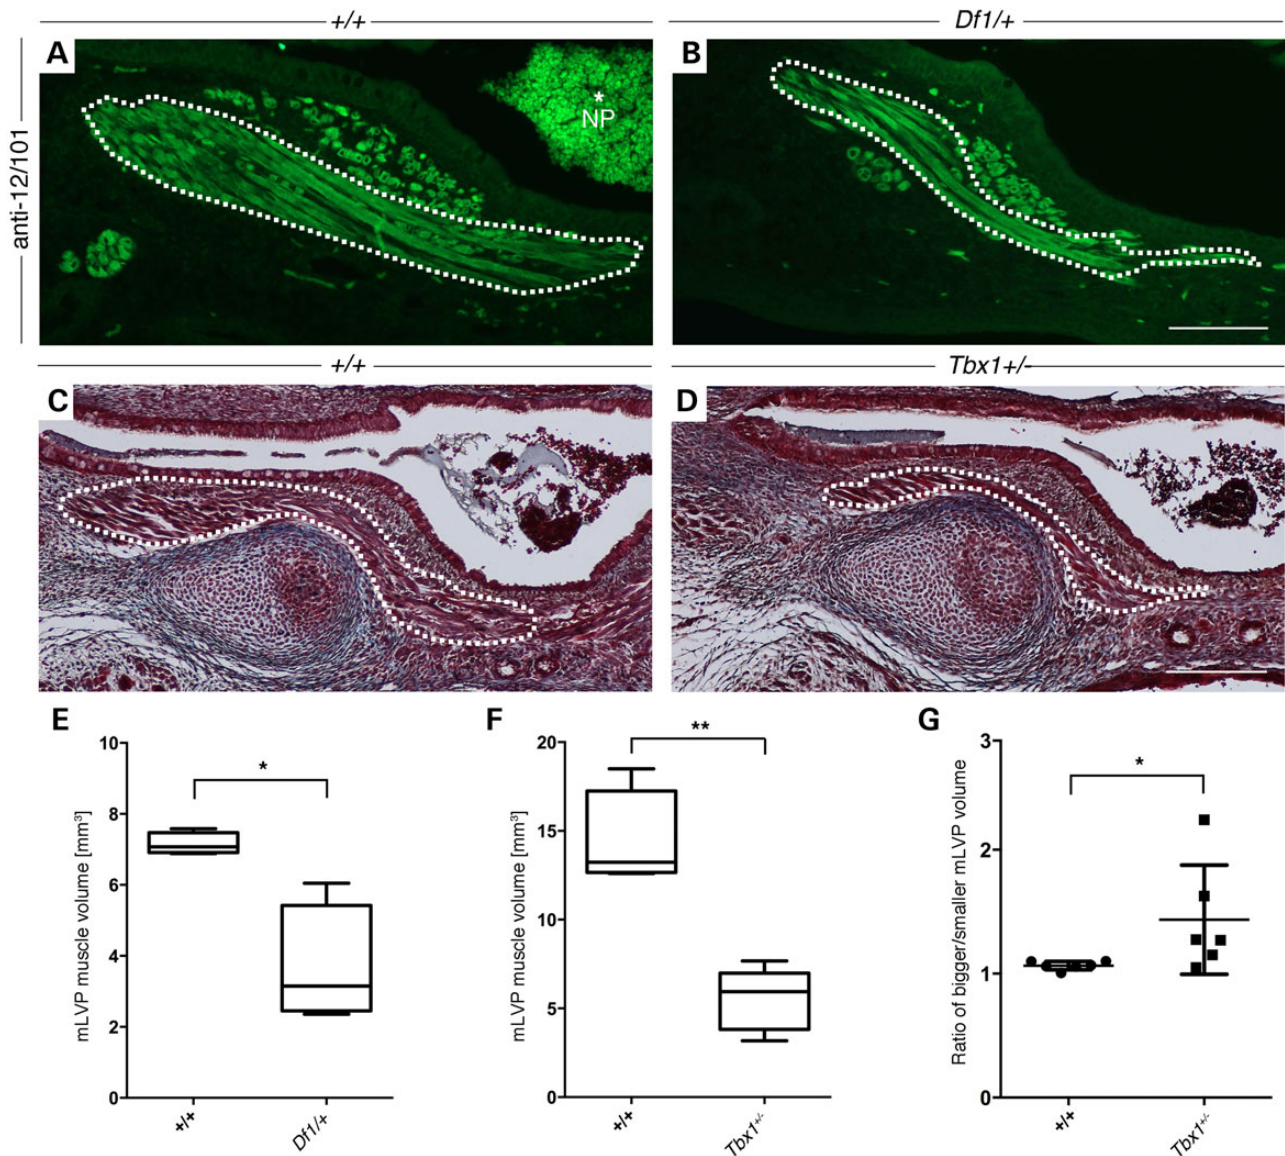 +/+
Df1/+
A
B
anti-12/101
*
NP
+/+
Tbx1+/-
C
D
E
F
G
10
8
6
4
2
0
mLVP muscle volume [mm³]
*
+/+
Df1/+
20
15
10
5
0
mLVP muscle volume [mm³]
**
+/+
Tbx1+/-
3
2
1
0
Ratio of bigger/smaller mLVP volume
*
+/+
Tbx1+/-